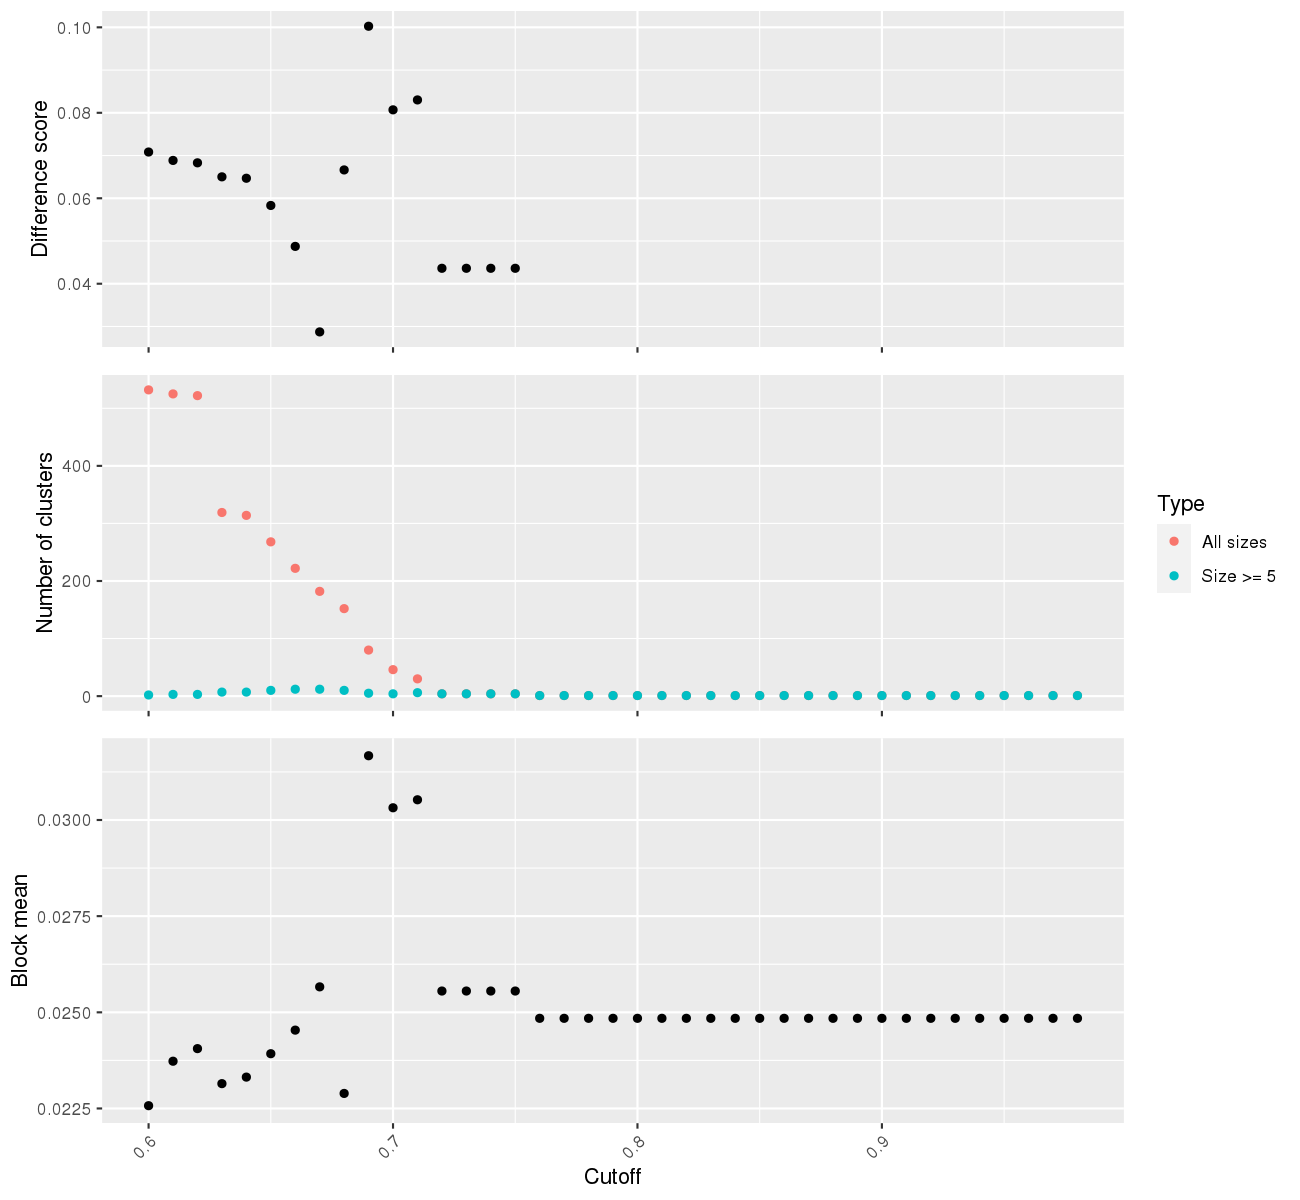 Difference score
0.10
0.08
0.06
0.04
Number of clusters
400
200
0
Type
All sizes
Size >= 5
Block mean
0.0300
0.0275
0.0250
0.0225
0.6
0.7
0.8
0.9
Cutoff